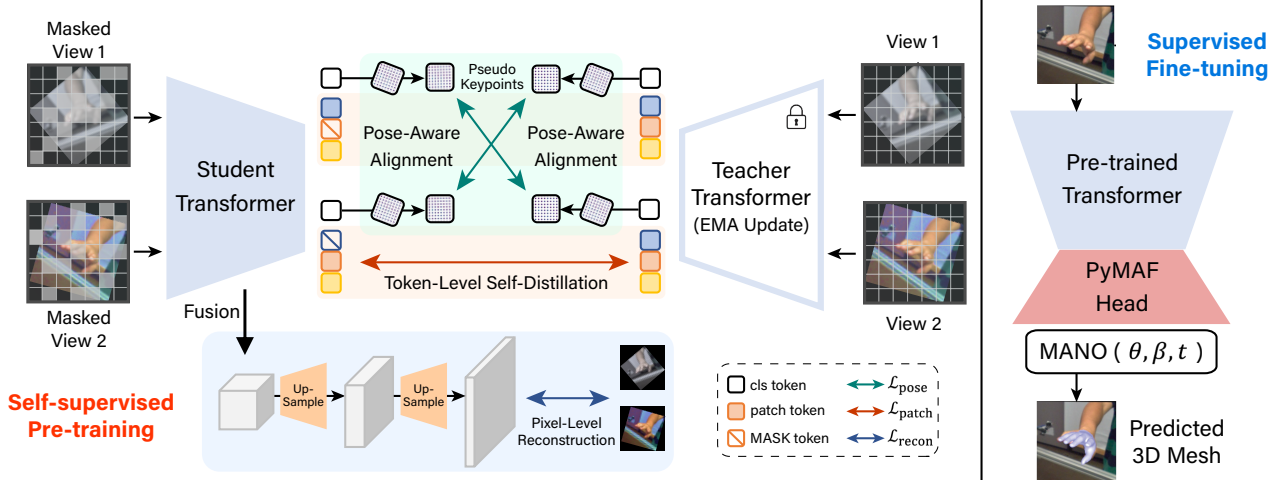 Masked
View 1
Student
Transformer
Masked
View 2
Fusion
Pseudo
Keypoints
Pose-Aware
Alignment
Pose-Aware
Alignment
Token-Level Self-Distillation
Teacher
Transformer
(EMA Update)
View 1
View 2
Self-supervised
Pre-training
Up-
Sample
Up-
Sample
Pixel-Level
Reconstruction
cls token
patch token
MASK token
ℒpose
ℒpatch
ℒrecon
Supervised
Fine-tuning
Pre-trained
Transformer
PyMAF
Head
MANO ( θ, β, t )
Predicted
3D Mesh